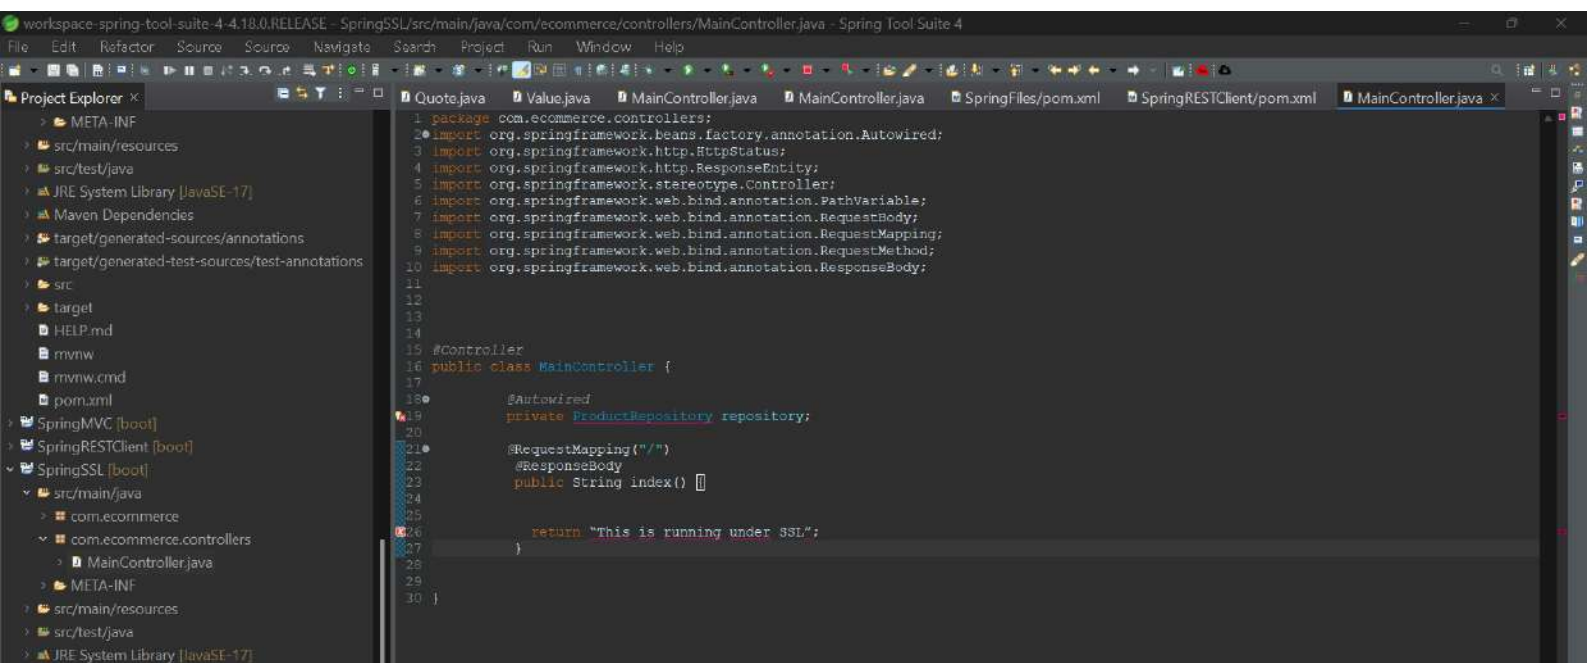 workspace-spring-tool-suite-4-4.18.0.RELEASE - SpringSSL/src/main/java/com/ecommerce/controllers/MainController.java - Spring Tool Suite 4
File Edit Refactor Source Source Navigate Search Project Run Window Help
Project Explorer
Quote.java Value.java MainController.java MainController.java SpringFiles/pom.xml SpringRESTClient/pom.xml MainController.java
META-INF
src/main/resources
src/test/java
JRE System Library [JavaSE-17]
Maven Dependencies
target/generated-sources/annotations
target/generated-test-sources/test-annotations
src
target
HELP.md
mvnw
mvnw.cmd
pom.xml
SpringMVC [boot]
SpringRESTClient [boot]
SpringSSL [boot]
src/main/java
com.ecommerce
com.ecommerce.controllers
MainController.java
META-INF
src/main/resources
src/test/java
JRE System Library [JavaSE-17]
1 package com.ecommerce.controllers;
2 import org.springframework.beans.factory.annotation.Autowired;
3 import org.springframework.http.HttpStatus;
4 import org.springframework.http.ResponseEntity;
5 import org.springframework.stereotype.Controller;
6 import org.springframework.web.bind.annotation.PathVariable;
7 import org.springframework.web.bind.annotation.RequestBody;
8 import org.springframework.web.bind.annotation.RequestMapping;
9 import org.springframework.web.bind.annotation.RequestMethod;
10 import org.springframework.web.bind.annotation.ResponseBody;
11
12
13
14
15 @Controller
16 public class MainController {
17
18 @Autowired
19 private ProductRepository repository;
20
21 @RequestMapping("/")
22 @ResponseBody
23 public String index() {
24
25
26 return “This is running under SSL”;
27 }
28
29
30 }